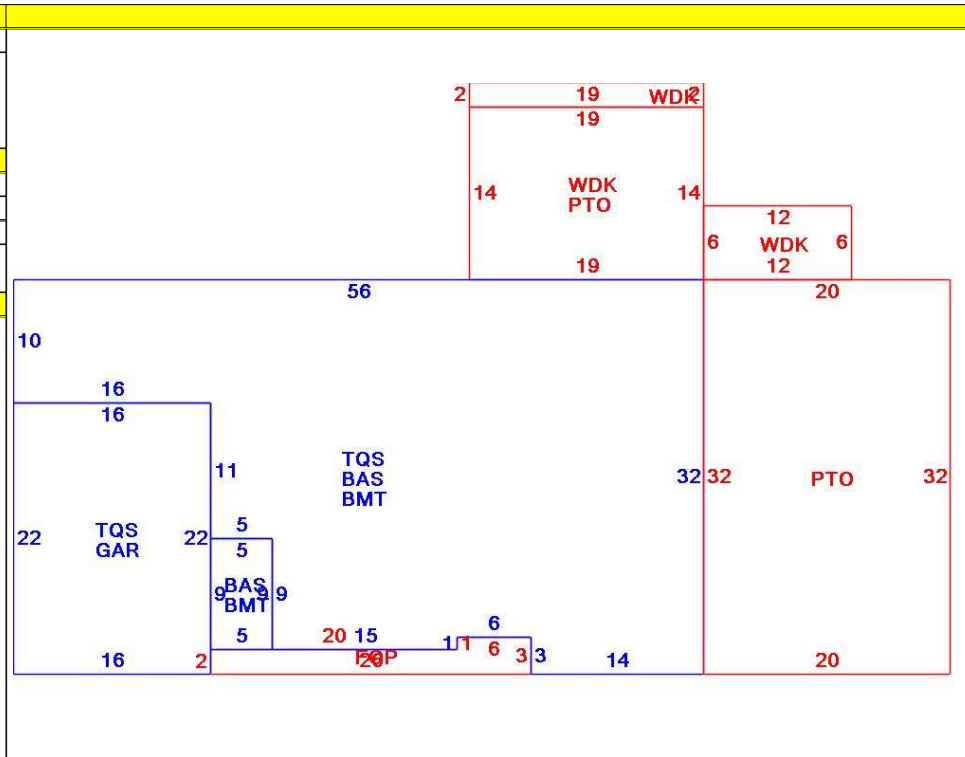 2 19 WDK 2
19
14 WDK 14
PTO
12
6 WDK 6
19 12
56 20
10
16
16
11
TQS
BAS
BMT
32 32 PTO 32
22 TQS 22 5
GAR 5
9 BAS 9 9
BMT
5 20 15 1 1 6
6
16 2 FOP 3 3 14 20